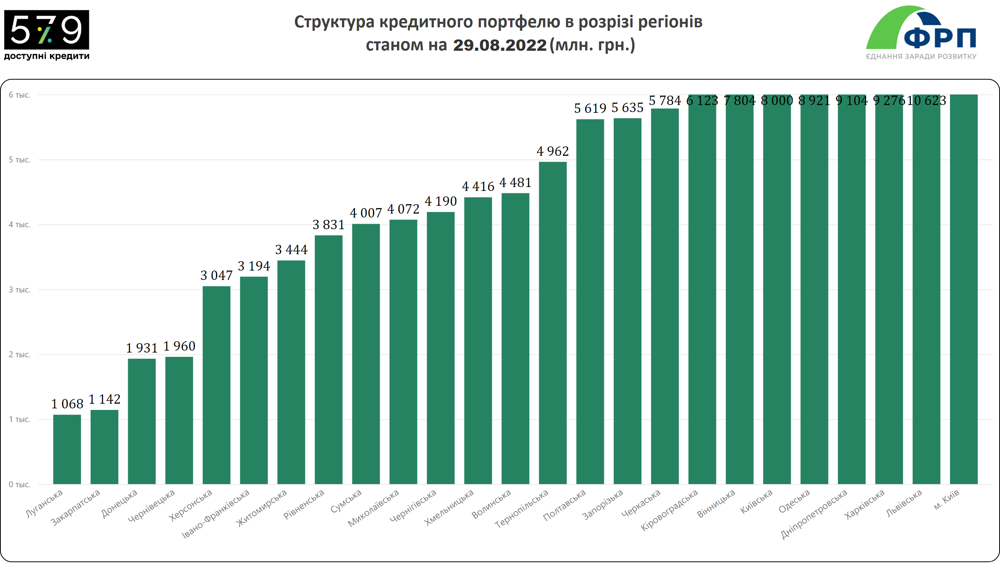 5%9
доступні кредити
Структура кредитного портфелю в розрізі регіонів
станом на 29.08.2022 (млн. грн.)
ФРП
ЄДНАННЯ ЗАРАДИ РОЗВИТКУ
6 тыс.
5 тыс.
4 тыс.
3 тыс.
2 тыс.
1 тыс.
0 тыс.
1 068
1 142
1 931
1 960
3 047
3 194
3 444
3 831
4 007
4 072
4 190
4 416
4 481
4 962
5 619
5 635
5 784
6 123
7 804
8 000
8 921
9 104
9 276
10 623
Луганська
Закарпатська
Донецька
Чернівецька
Херсонська
Івано-Франківська
Житомирська
Рівненська
Сумська
Миколаївська
Чернігівська
Хмельницька
Волинська
Тернопільська
Полтавська
Запорізька
Черкаська
Кіровоградська
Вінницька
Київська
Одеська
Дніпропетровська
Харківська
Львівська
м. Київ